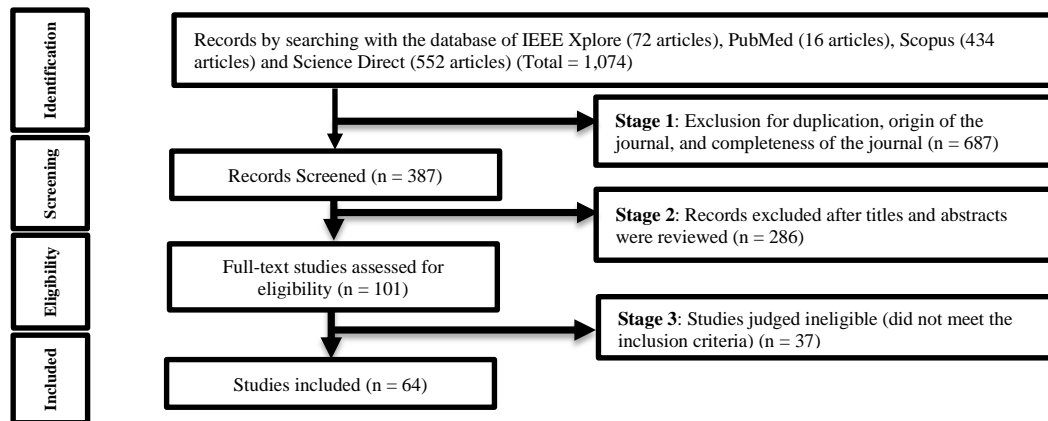 Identification
Records by searching with the database of IEEE Xplore (72 articles), PubMed (16 articles), Scopus (434
articles) and Science Direct (552 articles) (Total = 1,074)
Stage 1: Exclusion for duplication, origin of the
journal, and completeness of the journal (n = 687)
Screening
Records Screened (n = 387)
Stage 2: Records excluded after titles and abstracts
were reviewed (n = 286)
Eligibility
Full-text studies assessed for
eligibility (n = 101)
Stage 3: Studies judged ineligible (did not meet the
inclusion criteria) (n = 37)
Included
Studies included (n = 64)